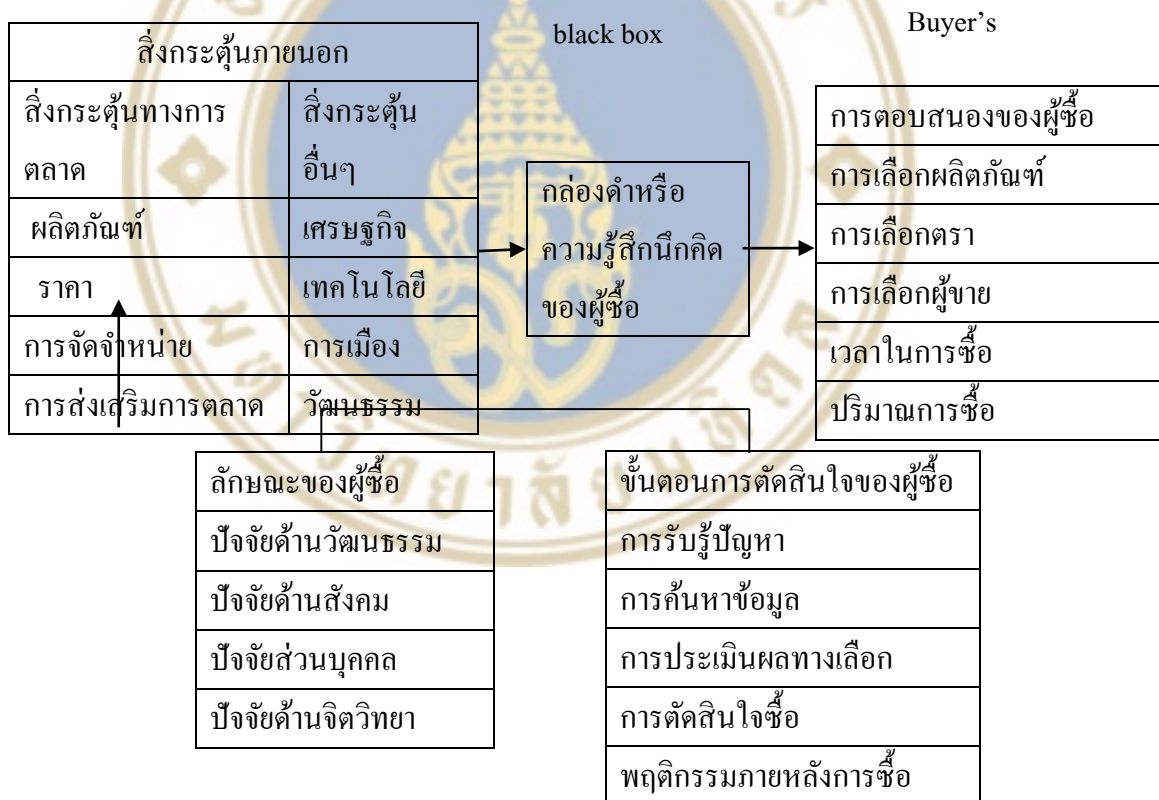 black box
Buyer's
สิ่งกระตุ้นภายนอก
สิ่งกระตุ้นทางการ
ตลาด
สิ่งกระตุ้น
อื่นๆ
ผลิตภัณฑ์
เศรษฐกิจ
ราคา
เทคโนโลยี
การจัดจำหน่าย
การเมือง
การส่งเสริมการตลาด
วัฒนธรรม
กล่องดำหรือ
ความรู้สึกนึกคิด
ของผู้ซื้อ
การตอบสนองของผู้ซื้อ
การเลือกผลิตภัณฑ์
การเลือกตรา
การเลือกผู้ขาย
เวลาในการซื้อ
ปริมาณการซื้อ
ลักษณะของผู้ซื้อ
ปัจจัยด้านวัฒนธรรม
ปัจจัยด้านสังคม
ปัจจัยส่วนบุคคล
ปัจจัยด้านจิตวิทยา
ขั้นตอนการตัดสินใจของผู้ซื้อ
การรับรู้ปัญหา
การค้นหาข้อมูล
การประเมินผลทางเลือก
การตัดสินใจซื้อ
พฤติกรรมภายหลังการซื้อ